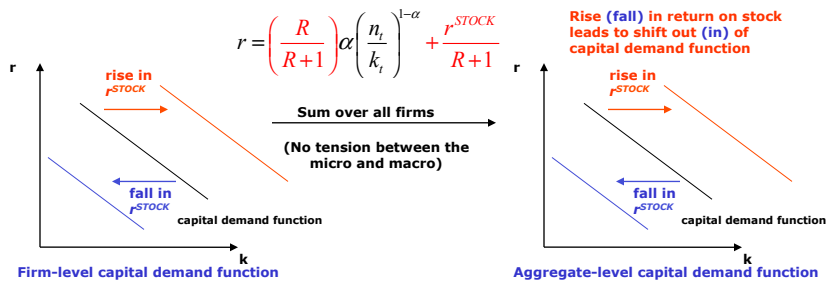 r = (R / R+1) α (n_t / k_t)^{1-α} + r^{STOCK} / R+1
Rise (fall) in return on stock
leads to shift out (in) of
capital demand function
r
rise in
r^{STOCK}
fall in
r^{STOCK}
capital demand function
k
Firm-level capital demand function
Sum over all firms
(No tension between the
micro and macro)
r
rise in
r^{STOCK}
fall in
r^{STOCK}
capital demand function
k
Aggregate-level capital demand function